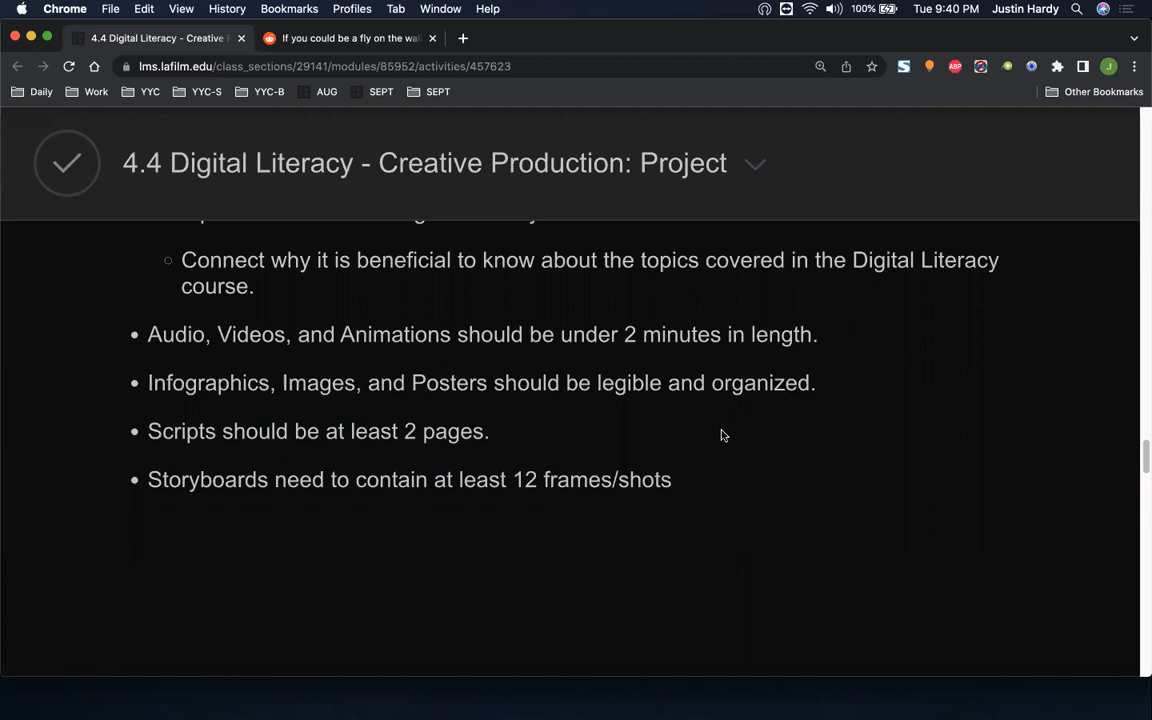 Chrome File Edit View History Bookmarks Profiles Tab Window Help 100% Tue 9:40 PM Justin Hardy
4.4 Digital Literacy - Creative If you could be a fly on the wal
lms.lafilm.edu/class_sections/29141/modules/85952/activities/457623
S ABP J
Daily Work YYC YYC-S YYC-B AUG SEPT SEPT Other Bookmarks
4.4 Digital Literacy - Creative Production: Project
Connect why it is beneficial to know about the topics covered in the Digital Literacy
course.
Audio, Videos, and Animations should be under 2 minutes in length.
Infographics, Images, and Posters should be legible and organized.
Scripts should be at least 2 pages.
Storyboards need to contain at least 12 frames/shots